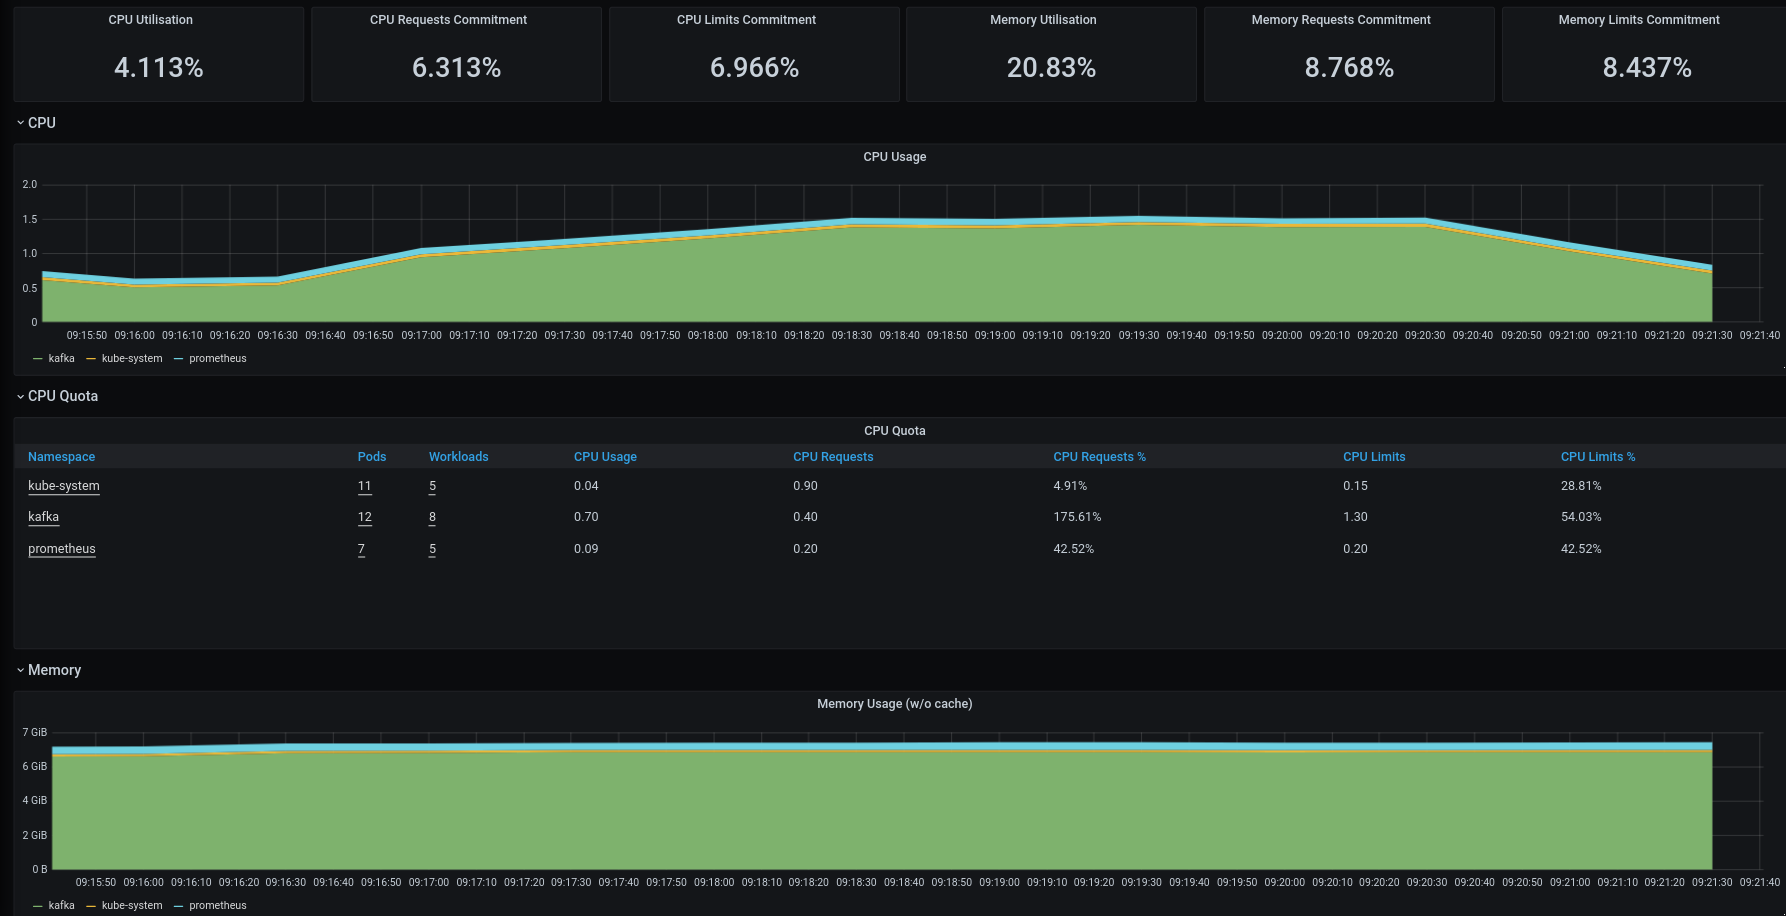 CPU Utilisation CPU Requests Commitment CPU Limits Commitment Memory Utilisation Memory Requests Commitment Memory Limits Commitment
4.113% 6.313% 6.966% 20.83% 8.768% 8.437%
CPU
CPU Usage
2.0
1.5
1.0
0.5
0
09:15:50 09:16:00 09:16:10 09:16:20 09:16:30 09:16:40 09:16:50 09:17:00 09:17:10 09:17:20 09:17:30 09:17:40 09:17:50 09:18:00 09:18:10 09:18:20 09:18:30 09:18:40 09:18:50 09:19:00 09:19:10 09:19:20 09:19:30 09:19:40 09:19:50 09:20:00 09:20:10 09:20:20 09:20:30 09:20:40 09:20:50 09:21:00 09:21:10 09:21:20 09:21:30 09:21:40
kafka kube-system prometheus
CPU Quota
CPU Quota
Namespace Pods Workloads CPU Usage CPU Requests CPU Requests % CPU Limits CPU Limits %
kube-system 11 5 0.04 0.90 4.91% 0.15 28.81%
kafka 12 8 0.70 0.40 175.61% 1.30 54.03%
prometheus 7 5 0.09 0.20 42.52% 0.20 42.52%
Memory
Memory Usage (w/o cache)
7 GiB
6 GiB
4 GiB
2 GiB
0 B
09:15:50 09:16:00 09:16:10 09:16:20 09:16:30 09:16:40 09:16:50 09:17:00 09:17:10 09:17:20 09:17:30 09:17:40 09:17:50 09:18:00 09:18:10 09:18:20 09:18:30 09:18:40 09:18:50 09:19:00 09:19:10 09:19:20 09:19:30 09:19:40 09:19:50 09:20:00 09:20:10 09:20:20 09:20:30 09:20:40 09:20:50 09:21:00 09:21:10 09:21:20 09:21:30 09:21:40
kafka kube-system prometheus